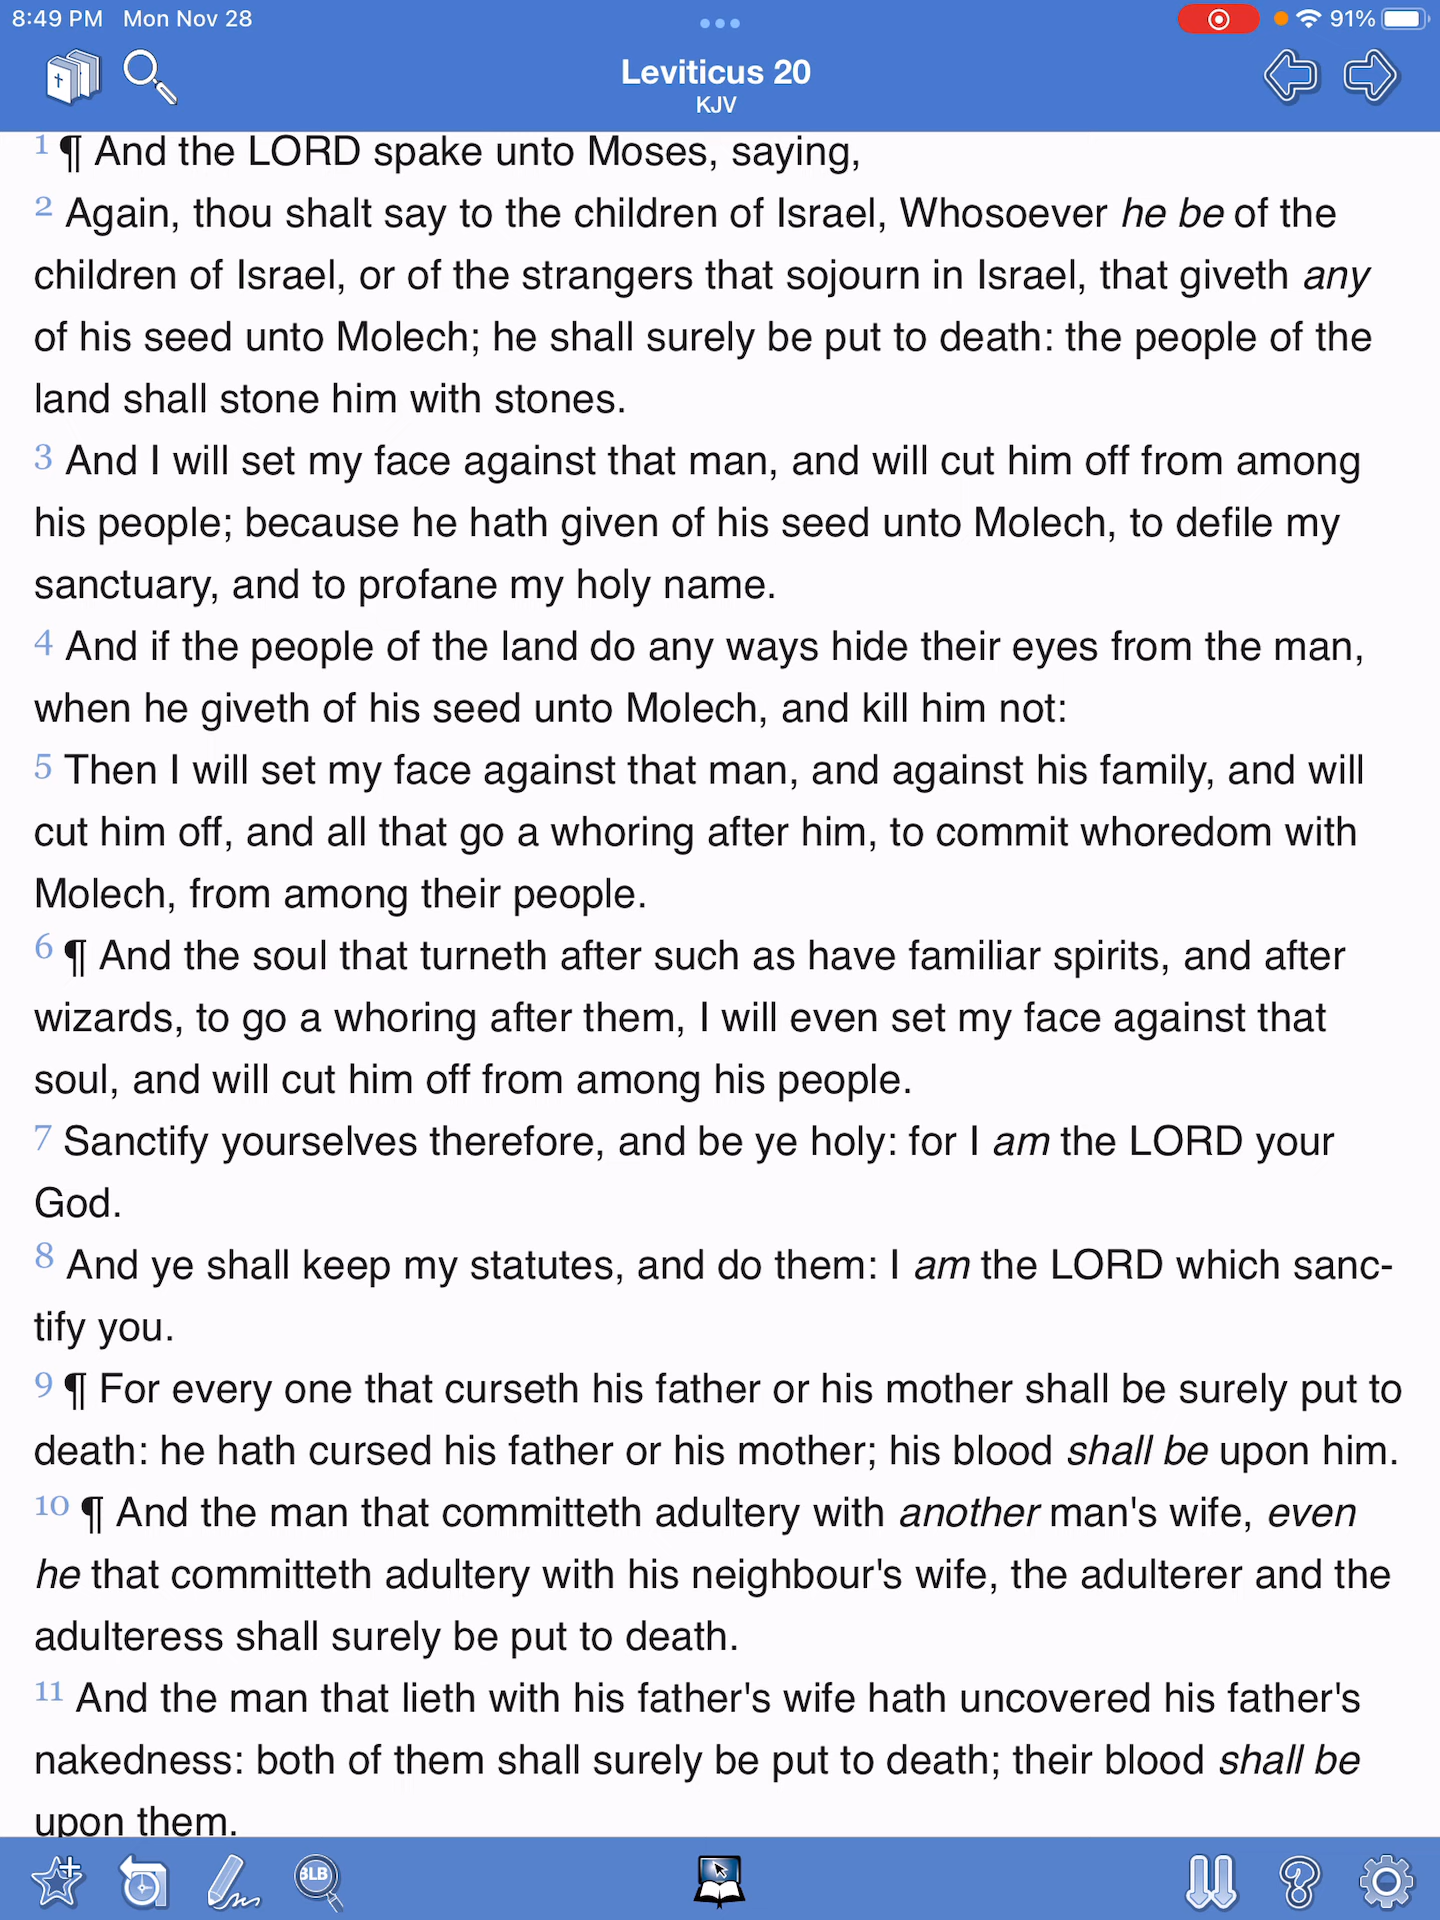 8:49 PM Mon Nov 28
91%
Leviticus 20
KJV
1 ¶ And the LORD spake unto Moses, saying,
2 Again, thou shalt say to the children of Israel, Whosoever he be of the
children of Israel, or of the strangers that sojourn in Israel, that giveth any
of his seed unto Molech; he shall surely be put to death: the people of the
land shall stone him with stones.
3 And I will set my face against that man, and will cut him off from among
his people; because he hath given of his seed unto Molech, to defile my
sanctuary, and to profane my holy name.
4 And if the people of the land do any ways hide their eyes from the man,
when he giveth of his seed unto Molech, and kill him not:
5 Then I will set my face against that man, and against his family, and will
cut him off, and all that go a whoring after him, to commit whoredom with
Molech, from among their people.
6 ¶ And the soul that turneth after such as have familiar spirits, and after
wizards, to go a whoring after them, I will even set my face against that
soul, and will cut him off from among his people.
7 Sanctify yourselves therefore, and be ye holy: for I am the LORD your
God.
8 And ye shall keep my statutes, and do them: I am the LORD which sanc-
tify you.
9 ¶ For every one that curseth his father or his mother shall be surely put to
death: he hath cursed his father or his mother; his blood shall be upon him.
10 ¶ And the man that committeth adultery with another man's wife, even
he that committeth adultery with his neighbour's wife, the adulterer and the
adulteress shall surely be put to death.
11 And the man that lieth with his father's wife hath uncovered his father's
nakedness: both of them shall surely be put to death; their blood shall be
upon them.
BLB